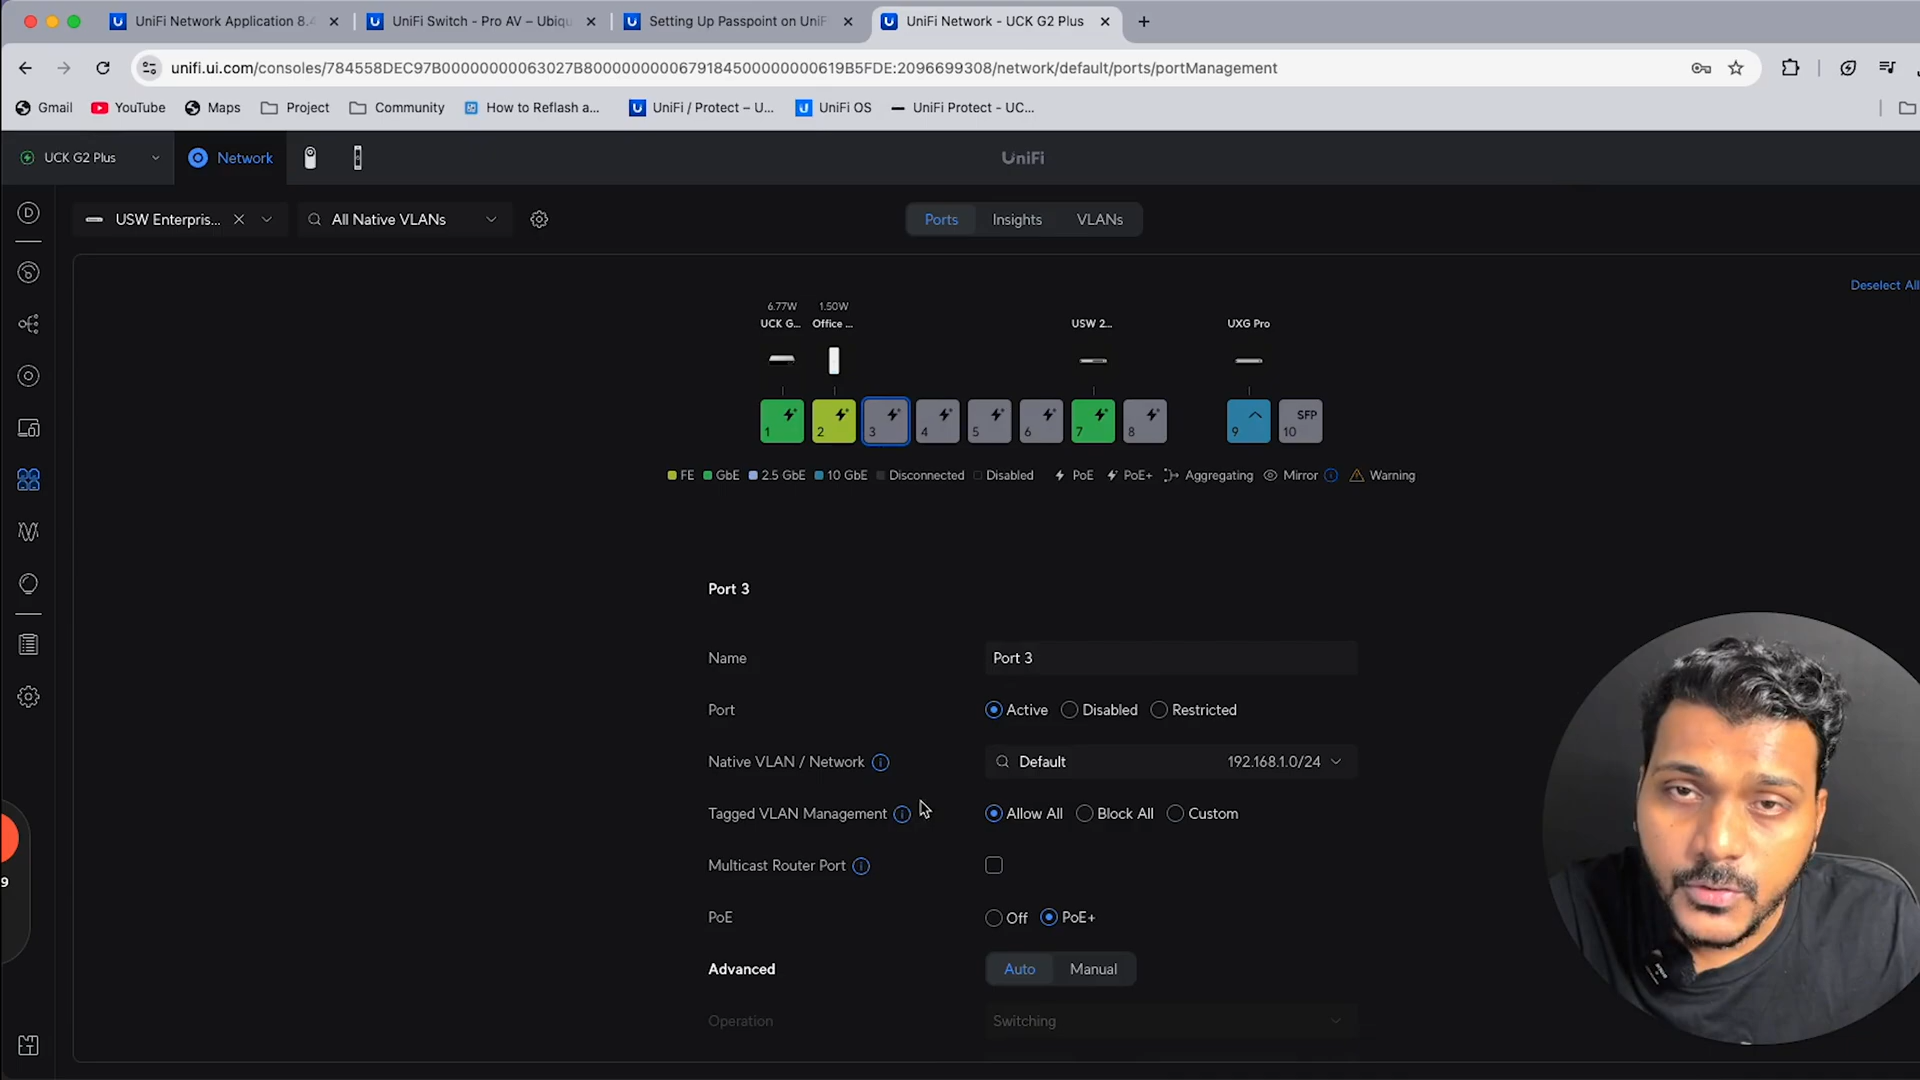 UniFi Network Application 8.4
UniFi Switch - Pro AV – Ubiqu
Setting Up Passpoint on UniF
UniFi Network - UCK G2 Plus
unifi.ui.com/consoles/784558DEC97B00000000063027B80000000006791845000000000619B5FDE:2096699308/network/default/ports/portManagement
Gmail
YouTube
Maps
Project
Community
How to Reflash a...
UniFi / Protect – U...
UniFi OS
UniFi Protect - UC...
UCK G2 Plus
Network
UniFi
USW Enterpris...
All Native VLANs
Ports
Insights
VLANs
Deselect All
6.77W
1.50W
UCK G...
Office ...
USW 2...
UXG Pro
1
2
3
4
5
6
7
8
9
SFP
10
FE
GbE
2.5 GbE
10 GbE
Disconnected
Disabled
PoE
PoE+
Aggregating
Mirror
Warning
Port 3
Name
Port 3
Port
Active
Disabled
Restricted
Native VLAN / Network
Default
192.168.1.0/24
Tagged VLAN Management
Allow All
Block All
Custom
Multicast Router Port
9
PoE
Off
PoE+
Advanced
Auto
Manual
Operation
Switching